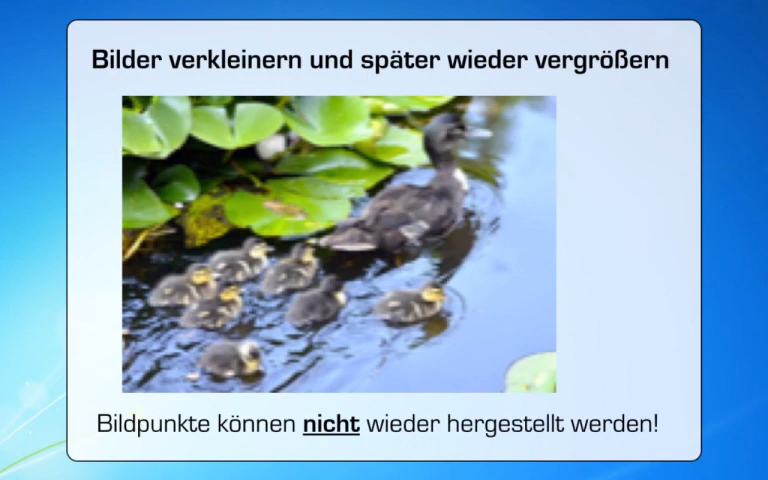 Bilder verkleinern und später wieder vergrößern
Bildpunkte können nicht wieder hergestellt werden!